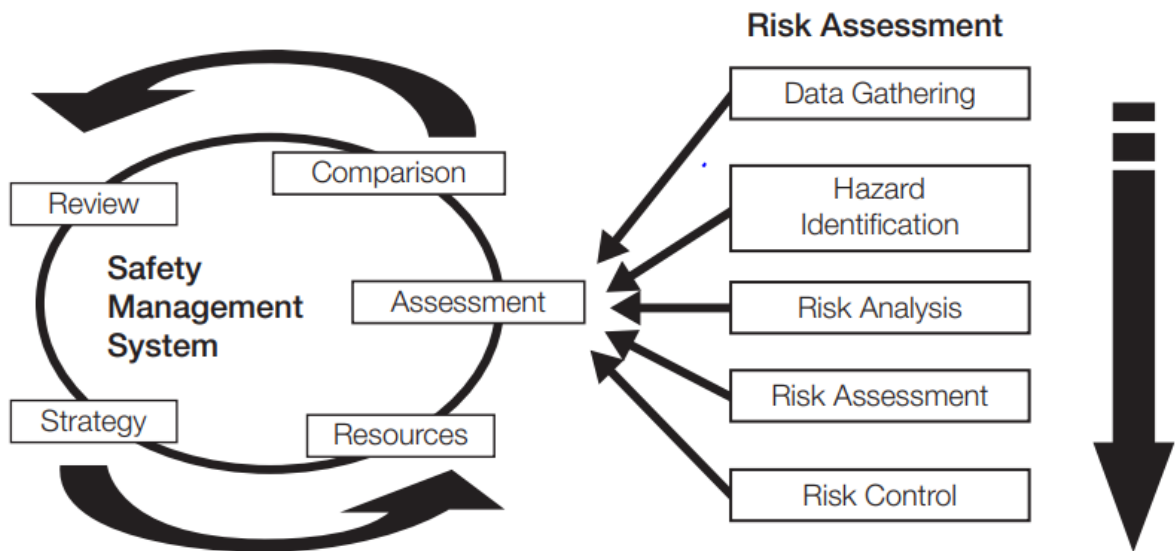 Risk Assessment
Data Gathering
Comparison
Hazard
Identification
Review
Safety
Management
System
Assessment
Risk Analysis
Risk Assessment
Strategy
Resources
Risk Control